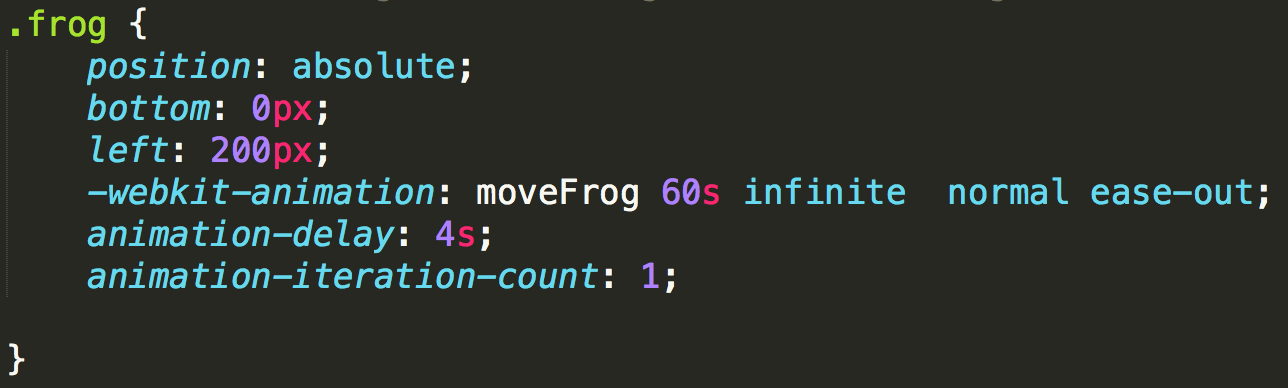 .frog {
    position: absolute;
    bottom: 0px;
    left: 200px;
    -webkit-animation: moveFrog 60s infinite  normal ease-out;
    animation-delay: 4s;
    animation-iteration-count: 1;
}